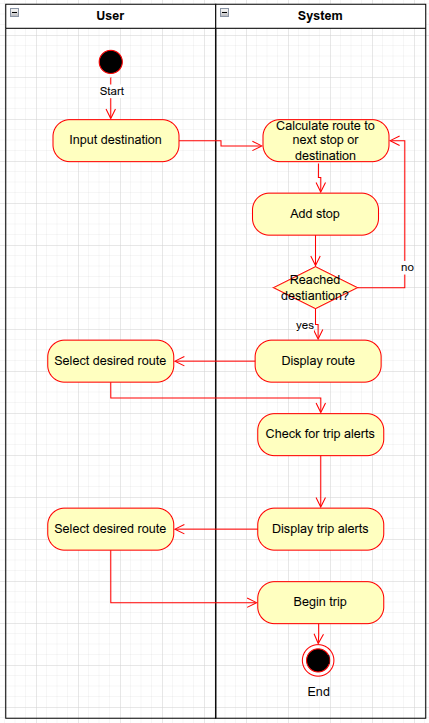 User
System
Start
Input destination
Calculate route to
next stop or
destination
Add stop
Reached
destiantion?
no
yes
Display route
Select desired route
Check for trip alerts
Display trip alerts
Select desired route
Begin trip
End